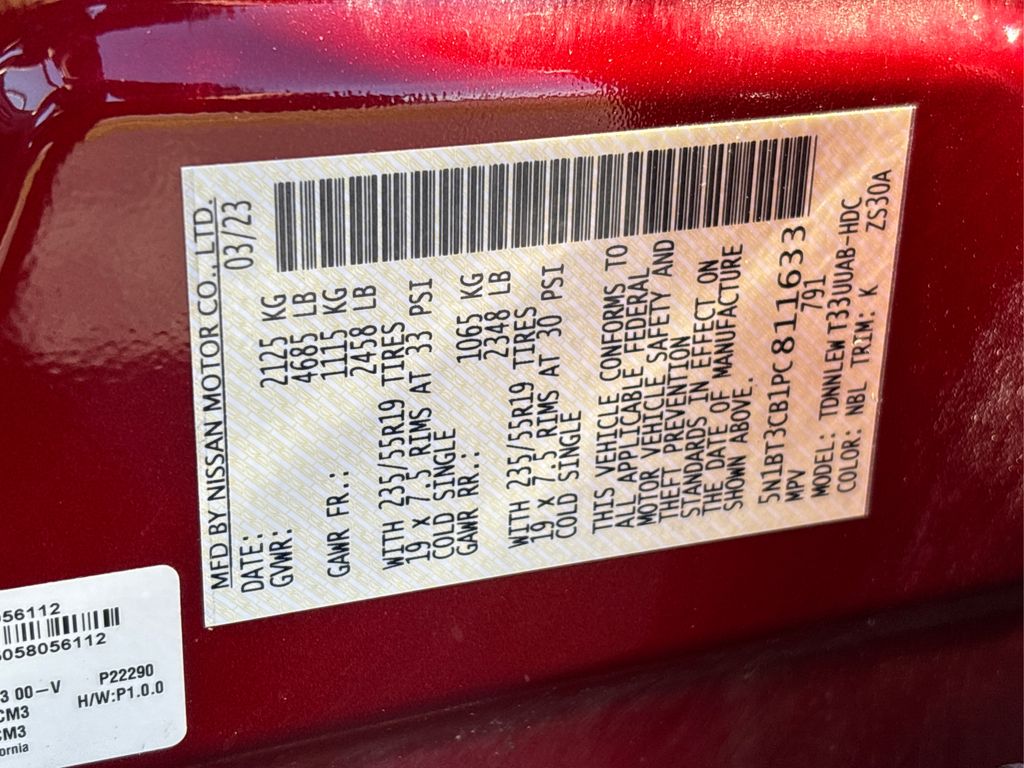 MFD BY NISSAN MOTOR CO., LTD.
DATE: 03/23
GVWR: 2125 KG
4685 LB
GAWR FR.: 1115 KG
2458 LB
WITH 235/55R19 TIRES
19 x 7.5 RIMS AT 33 PSI
COLD SINGLE
GAWR RR.: 1065 KG
2348 LB
WITH 235/55R19 TIRES
19 x 7.5 RIMS AT 30 PSI
COLD SINGLE
THIS VEHICLE CONFORMS TO
ALL APPLICABLE FEDERAL
MOTOR VEHICLE SAFETY AND
THEFT PREVENTION
STANDARDS IN EFFECT ON
THE DATE OF MANUFACTURE
SHOWN ABOVE.
5N1BT3CB1PC811633
MPV 791
MODEL: TDNNLEW T33UUAB-HDC
COLOR: NBL TRIM: K ZS30A
056112
058056112
3 00-V P22290
H/W:P1.0.0
CM3
CM3
ornia